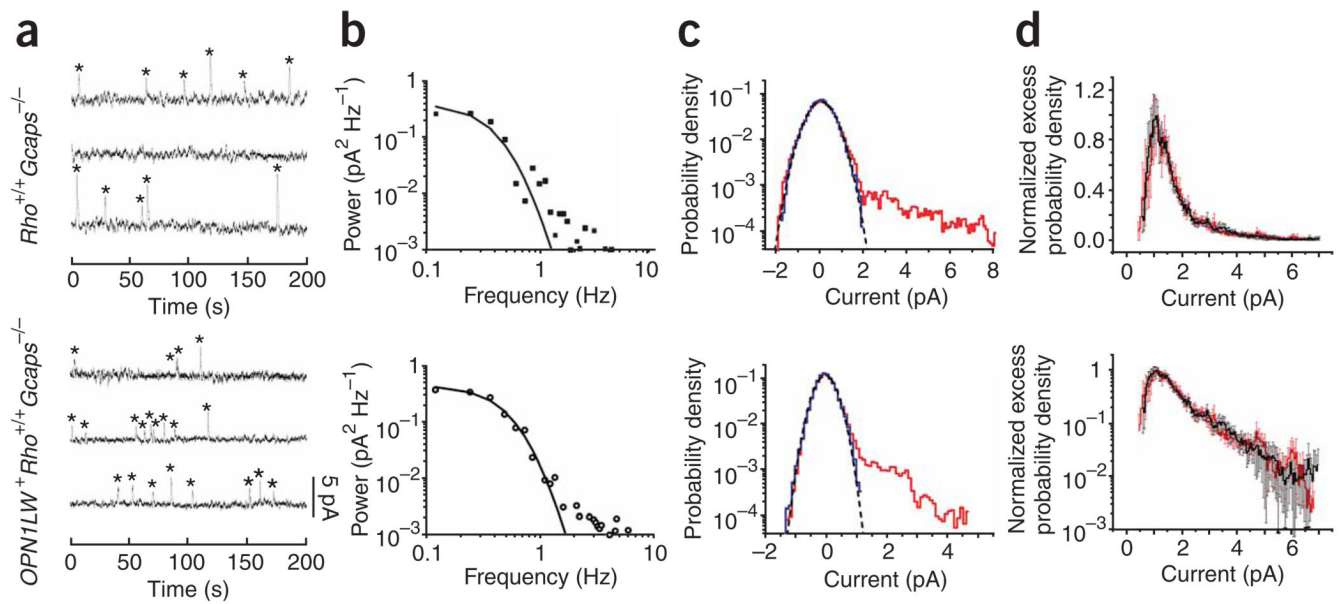 a
Rho+/+Gcaps−/−
* * * * * *
* * * * *
0 50 100 150 200
Time (s)
OPN1LW+Rho+/+Gcaps−/−
* * * *
* * * * * * * *
* * * * * * * *
5 pA
0 50 100 150 200
Time (s)
b
Power (pA² Hz⁻¹)
1
10⁻¹
10⁻²
10⁻³
0.1 1 10
Frequency (Hz)
Power (pA² Hz⁻¹)
1
10⁻¹
10⁻²
10⁻³
0.1 1 10
Frequency (Hz)
c
Probability density
10⁻¹
10⁻²
10⁻³
10⁻⁴
−2 0 2 4 6 8
Current (pA)
Probability density
10⁻¹
10⁻²
10⁻³
10⁻⁴
−2 0 2 4 6
Current (pA)
d
Normalized excess
probability density
1.2
0.8
0.4
0.0
0 2 4 6
Current (pA)
Normalized excess
probability density
1
10⁻¹
10⁻²
10⁻³
0 2 4 6
Current (pA)